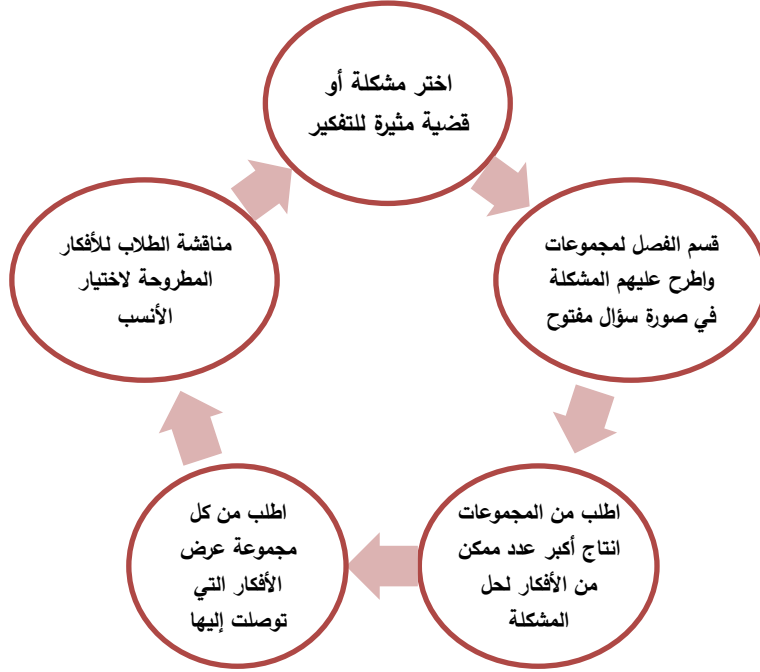 اختر مشكلة أو
قضية مثيرة للتفكير
قسم الفصل لمجموعات
واطرح عليهم المشكلة
في صورة سؤال مفتوح
اطلب من المجموعات
انتاج أكبر عدد ممكن
من الأفكار لحل
المشكلة
اطلب من كل
مجموعة عرض
الأفكار التي
توصلت إليها
مناقشة الطلاب للأفكار
المطروحة لاختيار
الأنسب